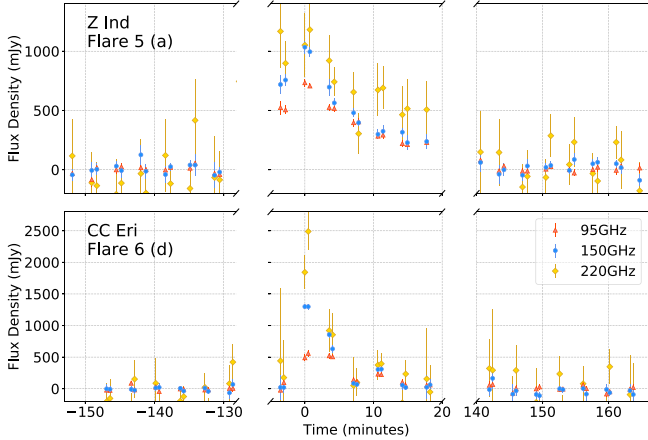 Z Ind
Flare 5 (a)
1000
500
0
Flux Density (mJy)
CC Eri
Flare 6 (d)
95GHz
150GHz
220GHz
2500
2000
1500
1000
500
0
Flux Density (mJy)
−150 −140 −130 0 10 20 140 150 160
Time (minutes)